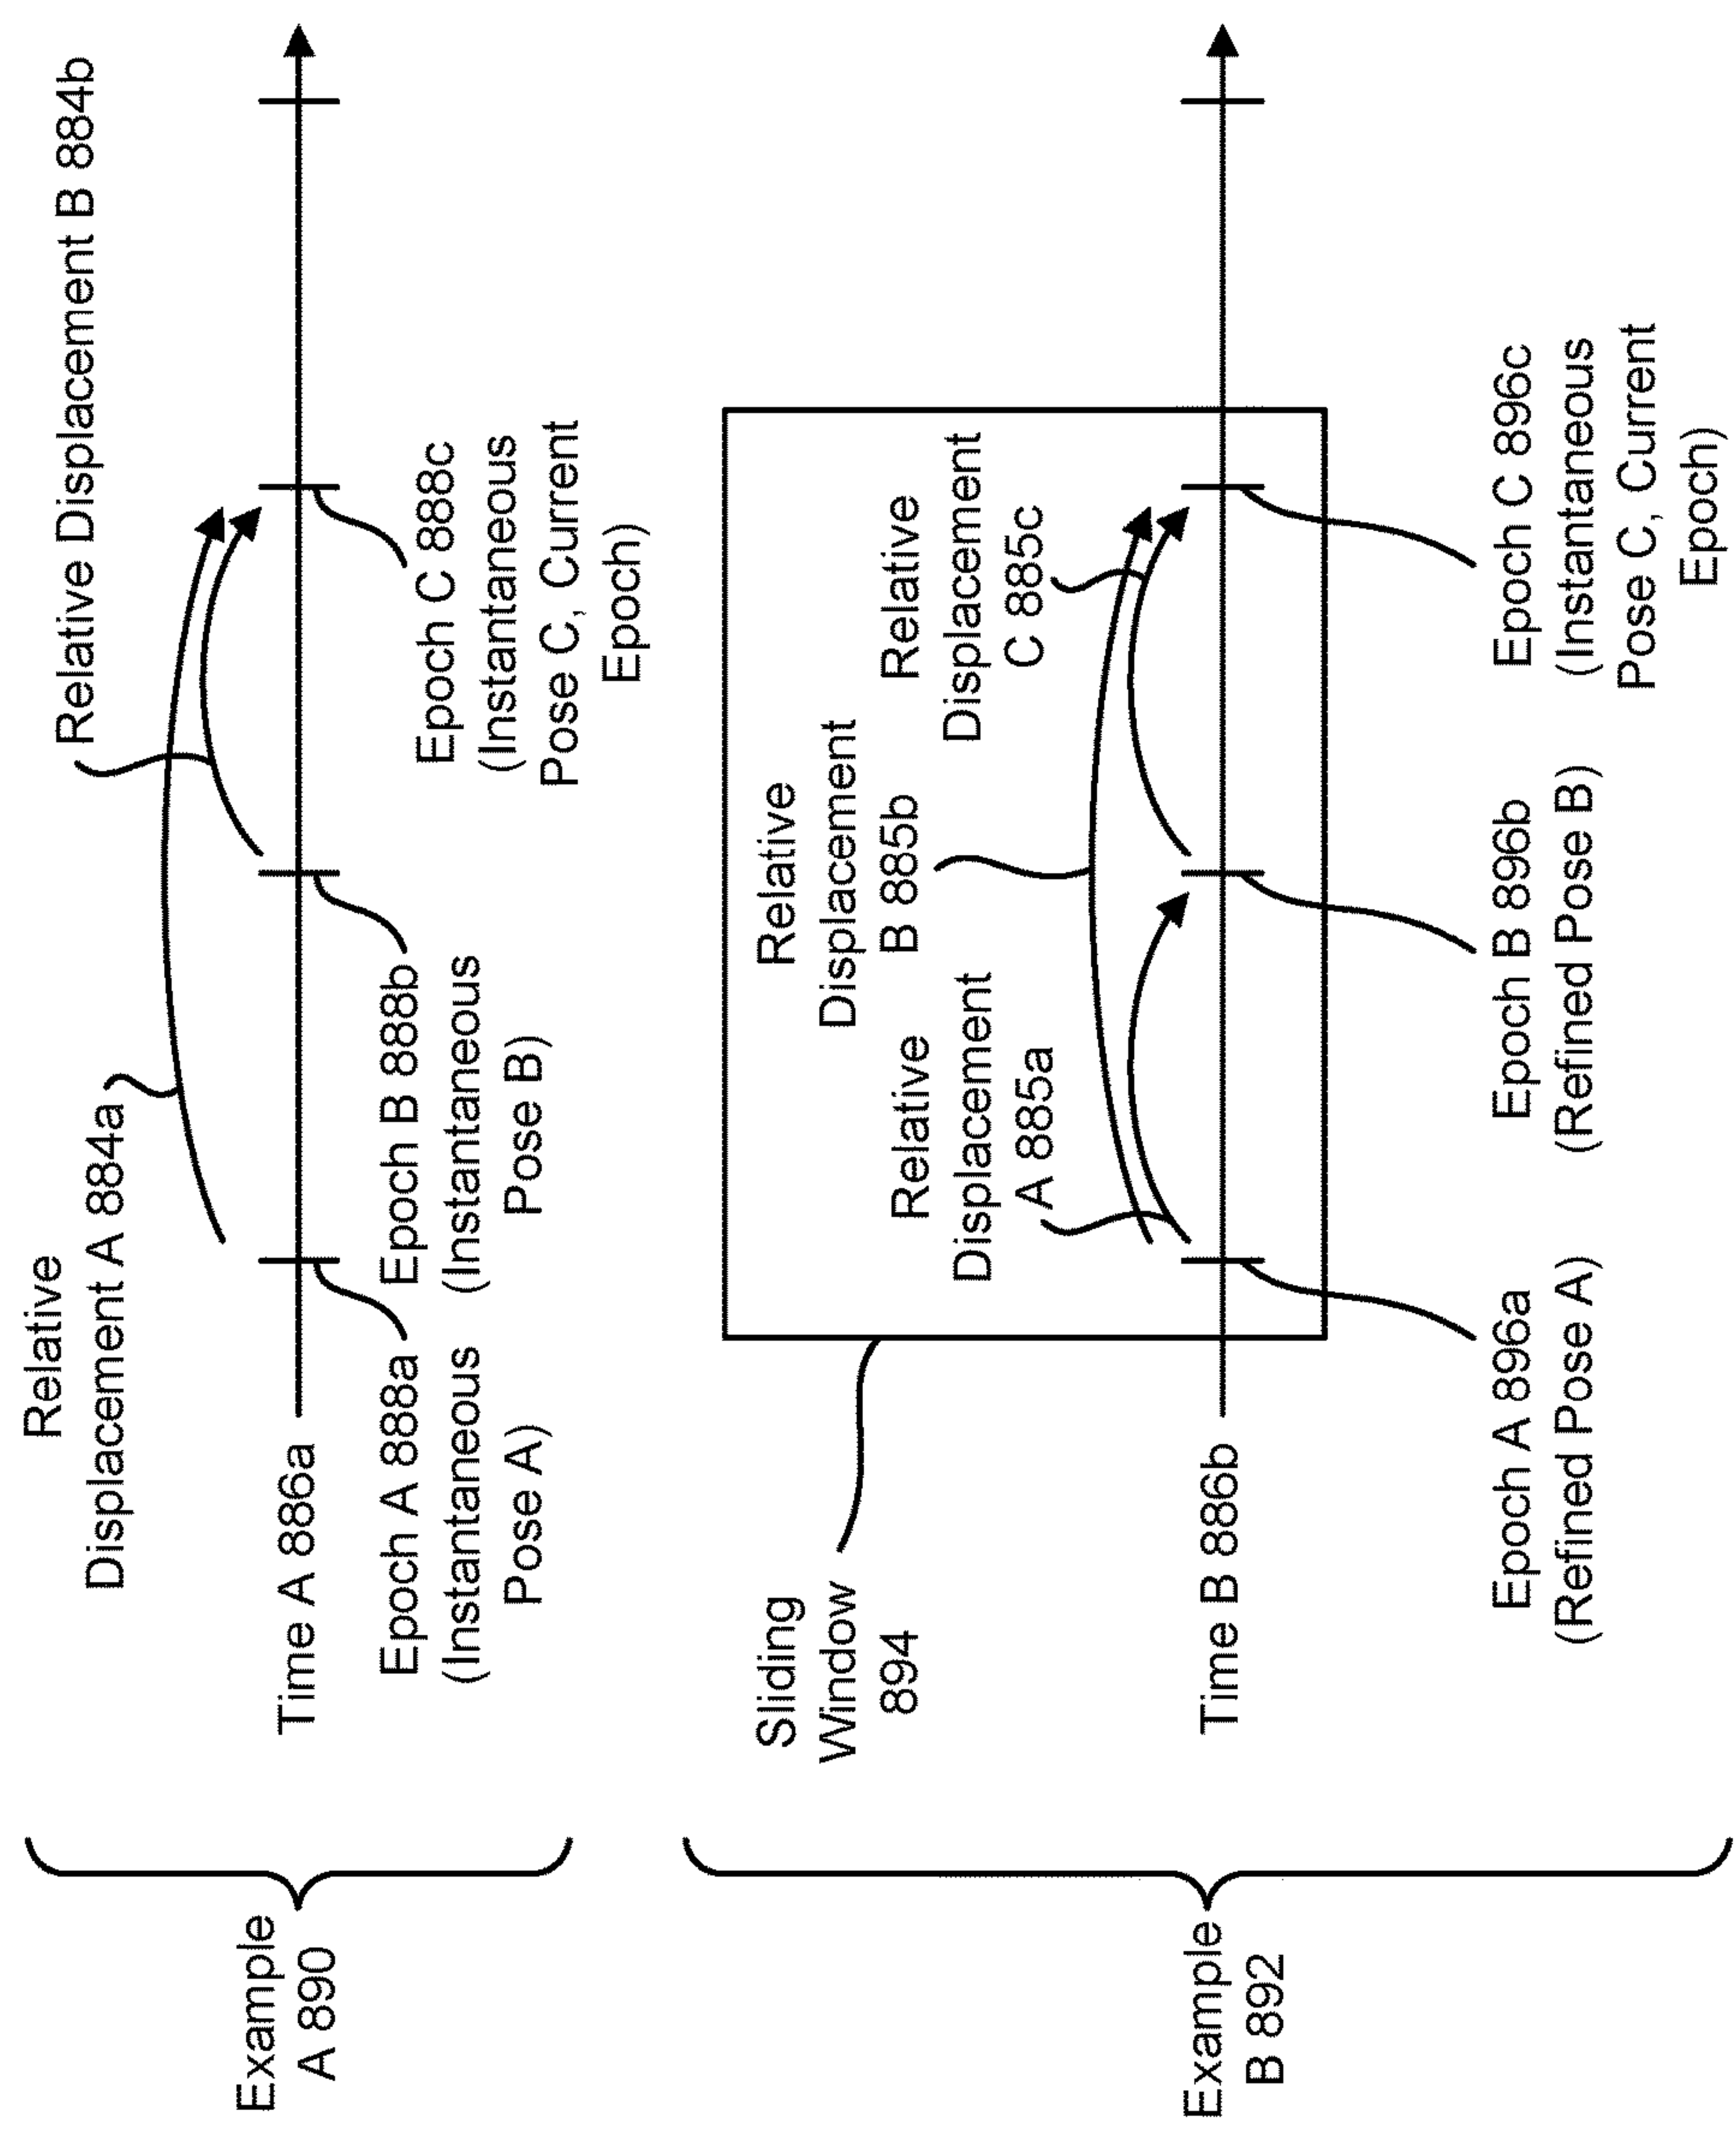 Example
A 890
Relative
Displacement A 884a
Relative Displacement B 884b
Time A 886a
Epoch A 888a
(Instantaneous
Pose A)
Epoch B 888b
(Instantaneous
Pose B)
Epoch C 888c
(Instantaneous
Pose C, Current
Epoch)
Example
B 892
Sliding
Window
894
Relative
Displacement
A 885a
Relative
Displacement
B 885b
Relative
Displacement
C 885c
Time B 886b
Epoch A 896a
(Refined Pose A)
Epoch B 896b
(Refined Pose B)
Epoch C 896c
(Instantaneous
Pose C, Current
Epoch)